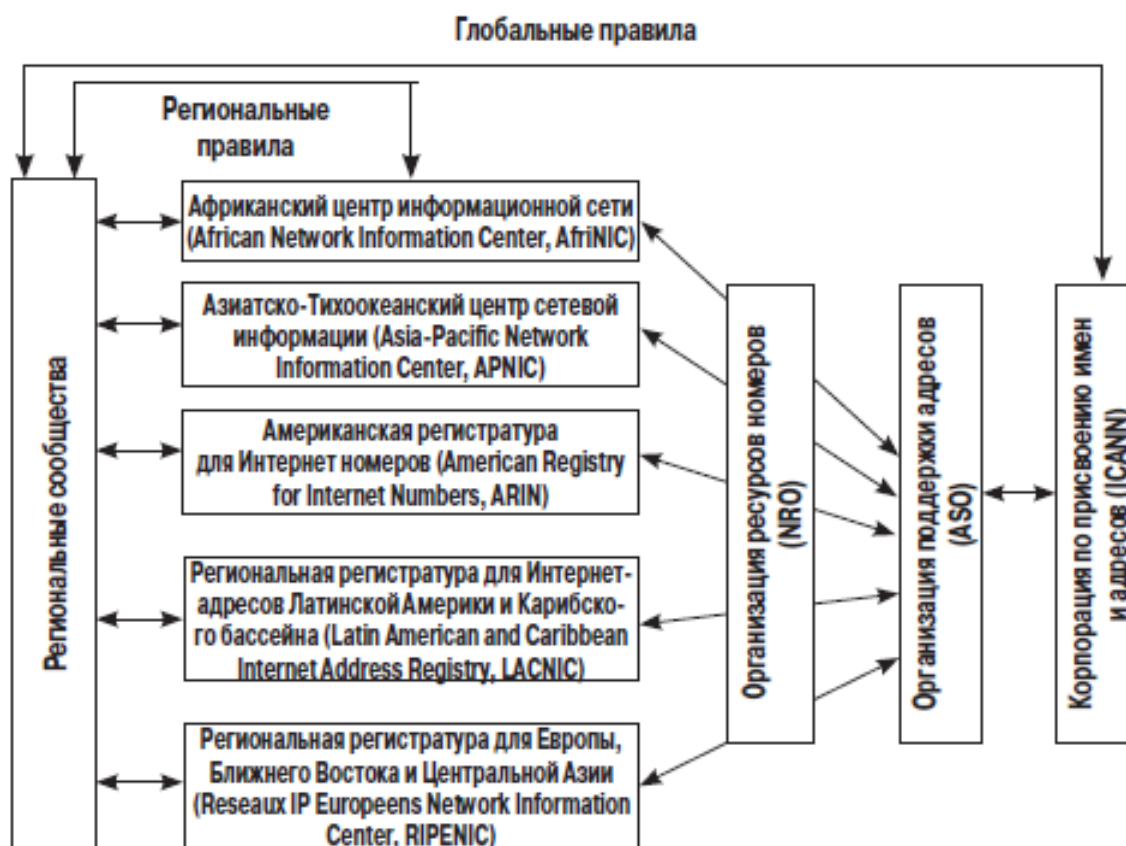 Глобальные правила
Региональные
правила
Региональные сообщества
Африканский центр информационной сети
(African Network Information Center, AfriNIC)
Азиатско-Тихоокеанский центр сетевой
информации (Asia-Pacific Network
Information Center, APNIC)
Американская регистратура
для Интернет номеров (American Registry
for Internet Numbers, ARIN)
Региональная регистратура для Интернет-
адресов Латинской Америки и Карибско-
го бассейна (Latin American and Caribbean
Internet Address Registry, LACNIC)
Региональная регистратура для Европы,
Ближнего Востока и Центральной Азии
(Reseaux IP Europeens Network Information
Center, RIPENIC)
Организация ресурсов номеров
(NRO)
Организация поддержки адресов
(ASO)
Корпорация по присвоению имен
и адресов (ICANN)